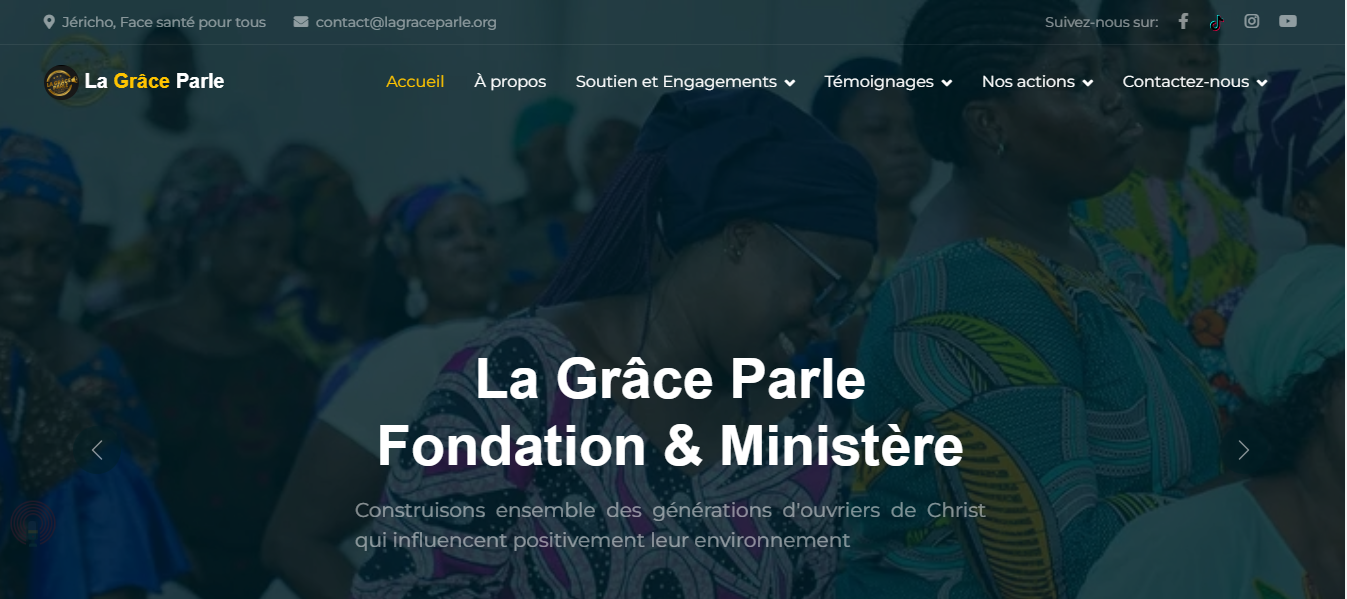 Jéricho, Face santé pour tous
contact@lagraceparle.org
Suivez-nous sur:
La Grâce Parle
Accueil
À propos
Soutien et Engagements
Témoignages
Nos actions
Contactez-nous
La Grâce Parle
Fondation & Ministère
Construisons ensemble des générations d'ouvriers de Christ
qui influencent positivement leur environnement